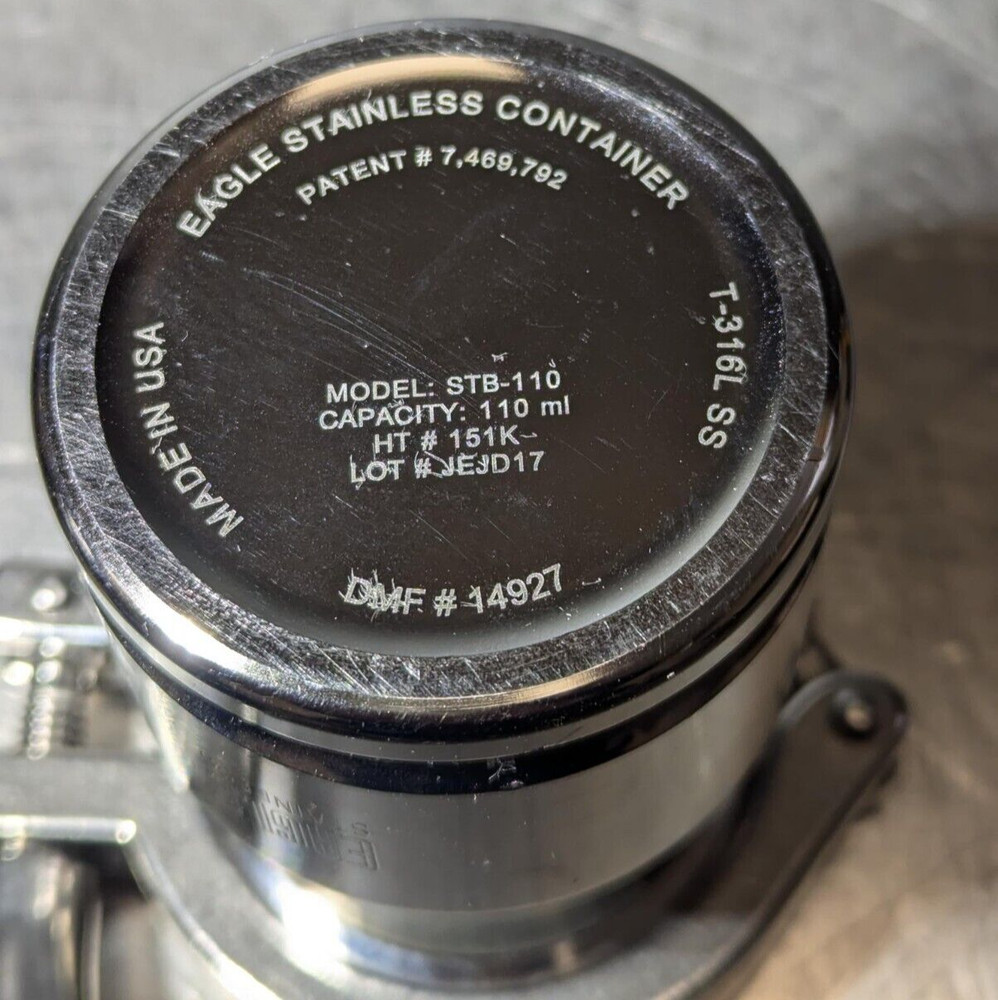 EAGLE STAINLESS CONTAINER
PATENT # 7,469,792
T-316L SS
MADE IN USA
MODEL: STB-110
CAPACITY: 110 ml
HT # 151K
LOT # JEJD17
DMF # 14927